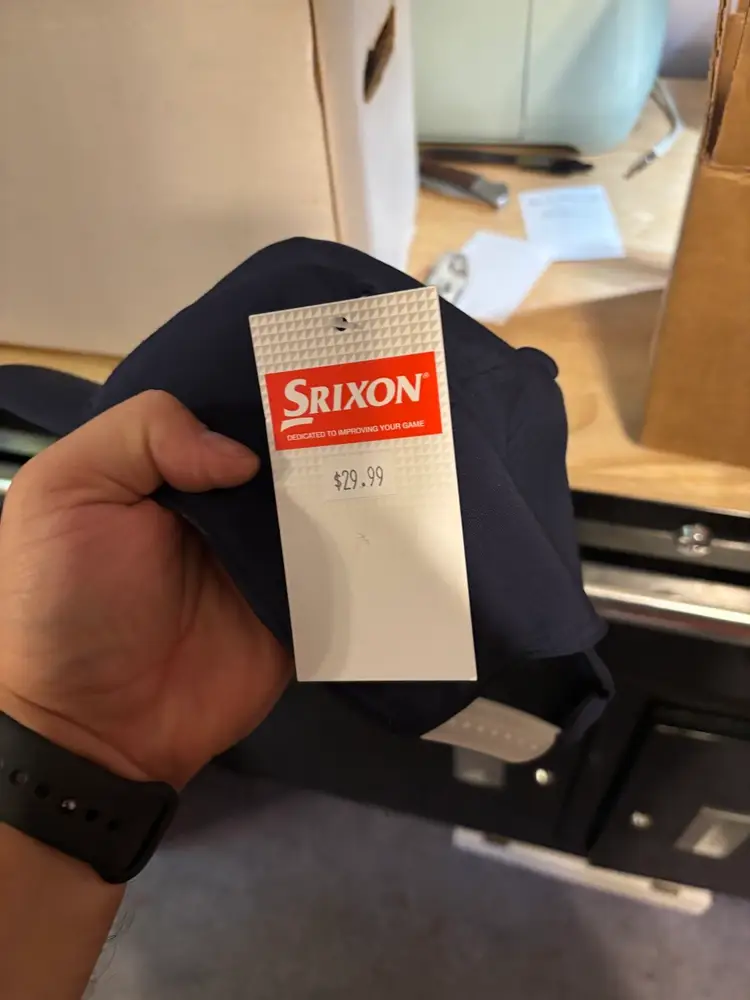 SRIXON®
DEDICATED TO IMPROVING YOUR GAME
$29.99